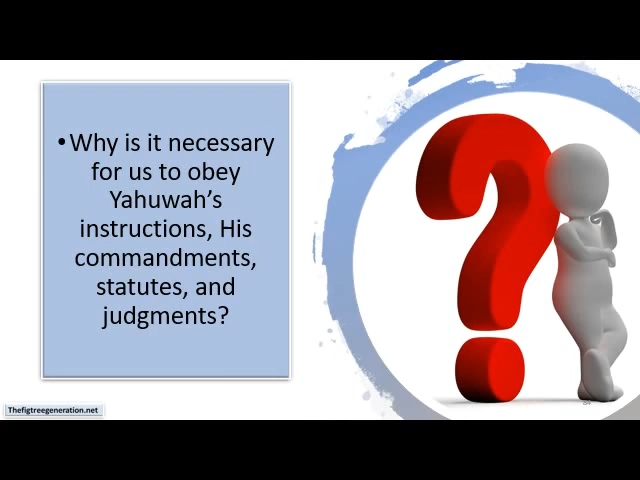 •Why is it necessary
for us to obey
Yahuwah’s
instructions, His
commandments,
statutes, and
judgments?
Thefigtreegeneration.net